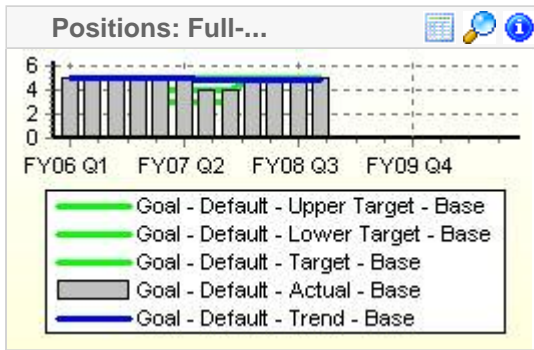 Positions: Full-...
6
4
2
0
FY06 Q1 FY07 Q2 FY08 Q3 FY09 Q4
Goal - Default - Upper Target - Base
Goal - Default - Lower Target - Base
Goal - Default - Target - Base
Goal - Default - Actual - Base
Goal - Default - Trend - Base